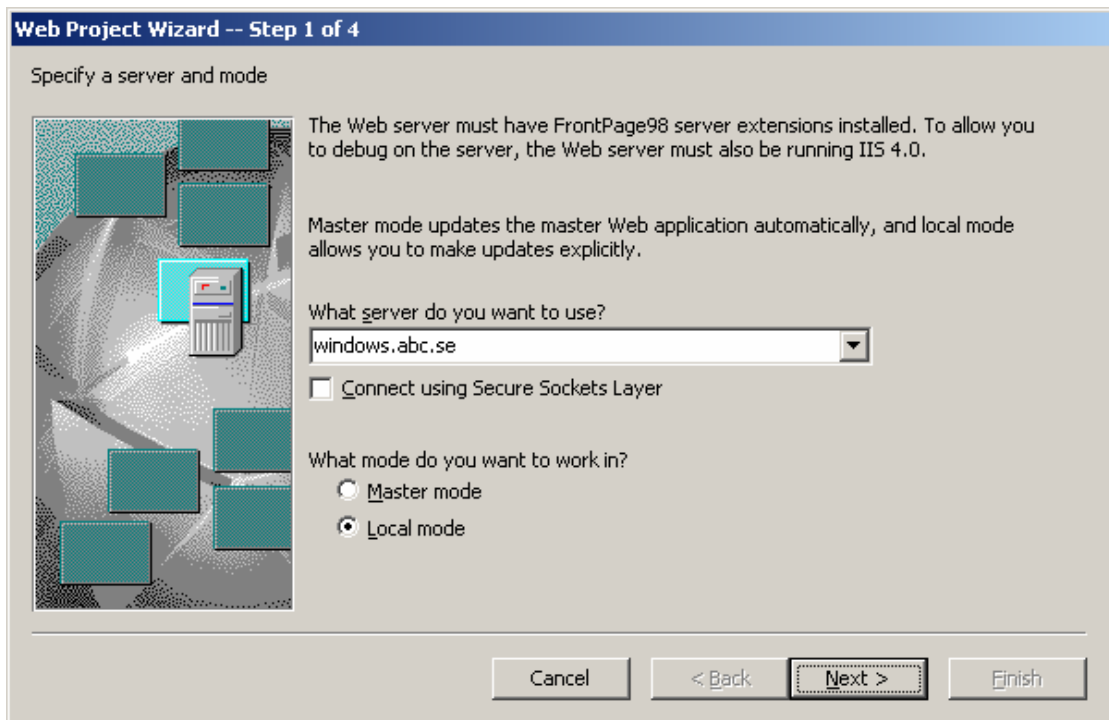 Web Project Wizard -- Step 1 of 4
Specify a server and mode
The Web server must have FrontPage98 server extensions installed. To allow you
to debug on the server, the Web server must also be running IIS 4.0.
Master mode updates the master Web application automatically, and local mode
allows you to make updates explicitly.
What server do you want to use?
windows.abc.se
Connect using Secure Sockets Layer
What mode do you want to work in?
Master mode
Local mode
Cancel
< Back
Next >
Finish